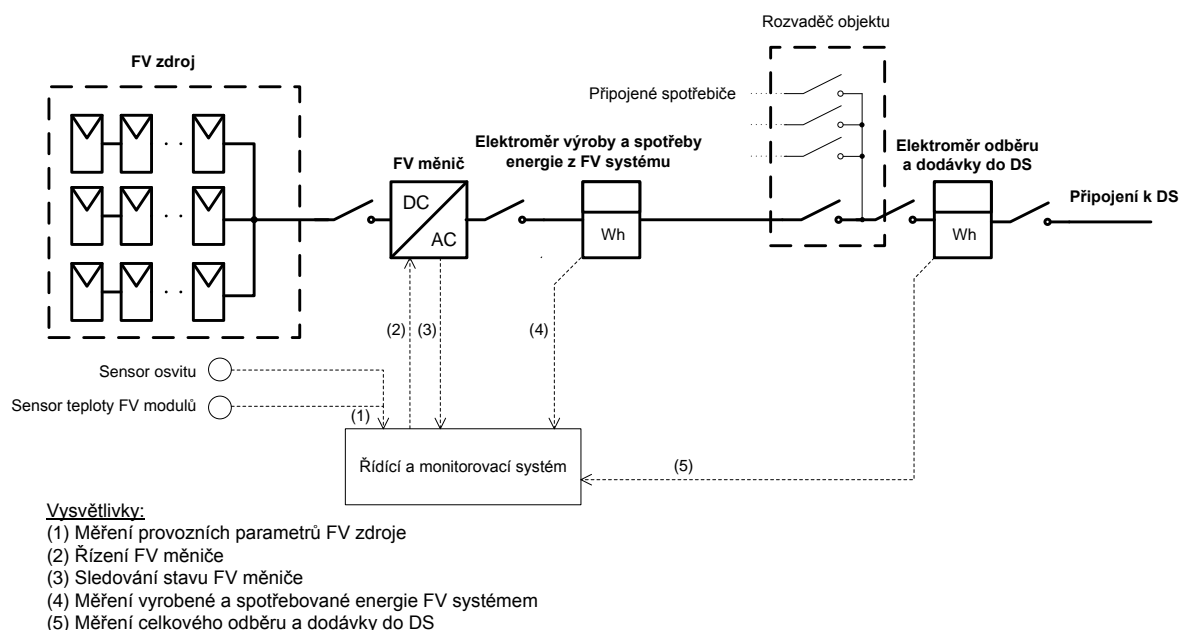 Rozvaděč objektu
FV zdroj
Připojené spotřebiče
Elektroměr výroby a spotřeby
energie z FV systému
Elektroměr odběru
a dodávky do DS
FV měnič
Připojení k DS
DC
AC
Wh
Wh
(2)
(3)
(4)
Sensor osvitu
Sensor teploty FV modulů
(1)
Řídící a monitorovací systém
(5)
Vysvětlivky:
(1) Měření provozních parametrů FV zdroje
(2) Řízení FV měniče
(3) Sledování stavu FV měniče
(4) Měření vyrobené a spotřebované energie FV systémem
(5) Měření celkového odběru a dodávky do DS